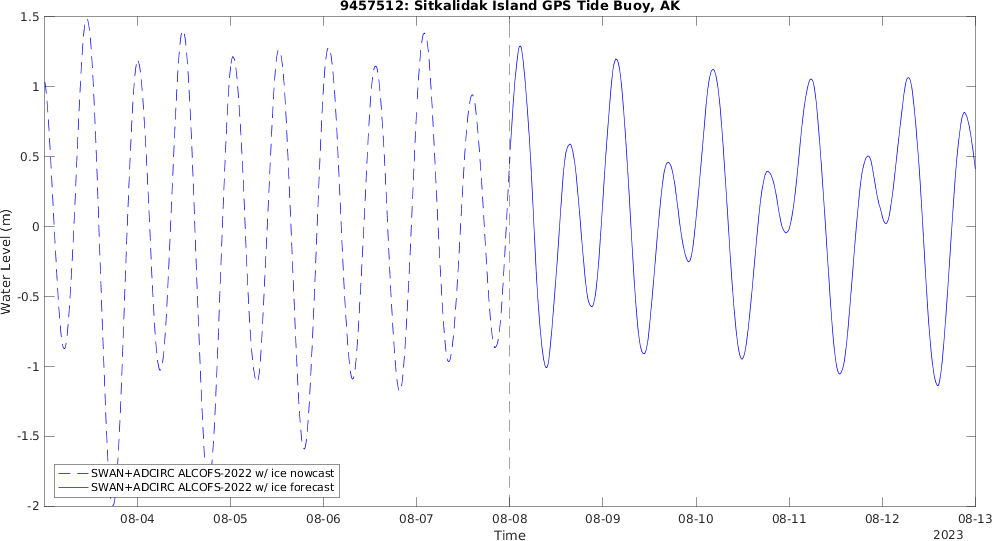 9457512: Sitkalidak Island GPS Tide Buoy, AK
1.5
1
0.5
0
-0.5
-1
-1.5
-2
Water Level (m)
SWAN+ADCIRC ALCOFS-2022 w/ ice nowcast
SWAN+ADCIRC ALCOFS-2022 w/ ice forecast
08-04 08-05 08-06 08-07 08-08 08-09 08-10 08-11 08-12 08-13
Time
2023